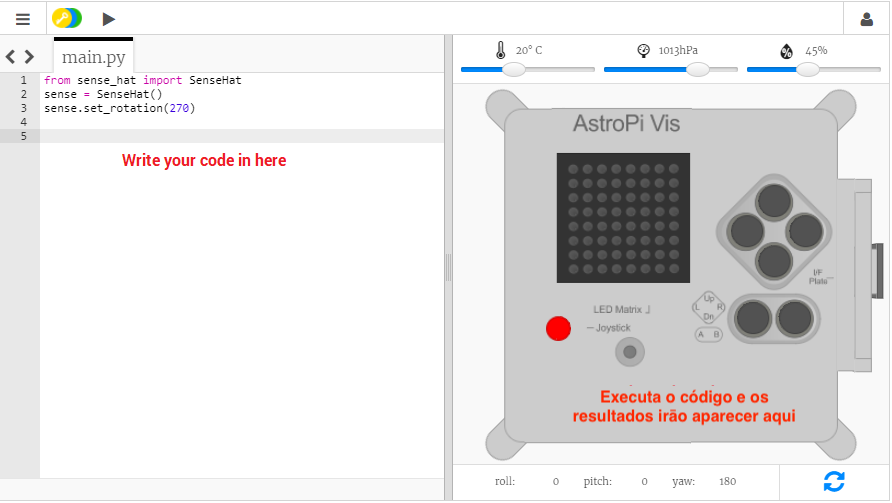 main.py
1 from sense_hat import SenseHat
2 sense = SenseHat()
3 sense.set_rotation(270)
4
5
Write your code in here
20° C
1013hPa
45%
AstroPi Vis
I/F
Plate
LED Matrix
Joystick
Up
L R
Dn
A B
Executa o código e os
resultados irão aparecer aqui
roll: 0 pitch: 0 yaw: 180